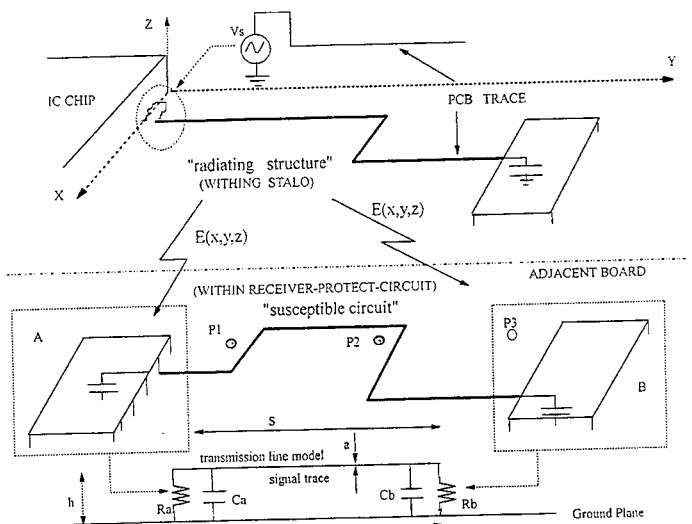 Z
Vs
Y
IC CHIP
PCB TRACE
"radiating structure"
(WITHING STALO)
X
E(x,y,z)
E(x,y,z)
ADJACENT BOARD
(WITHIN RECEIVER-PROTECT-CIRCUIT)
"susceptible circuit"
A
P1
P2
P3
B
S
a
transmission line model
signal trace
h
Ra
Ca
Cb
Rb
Ground Plane